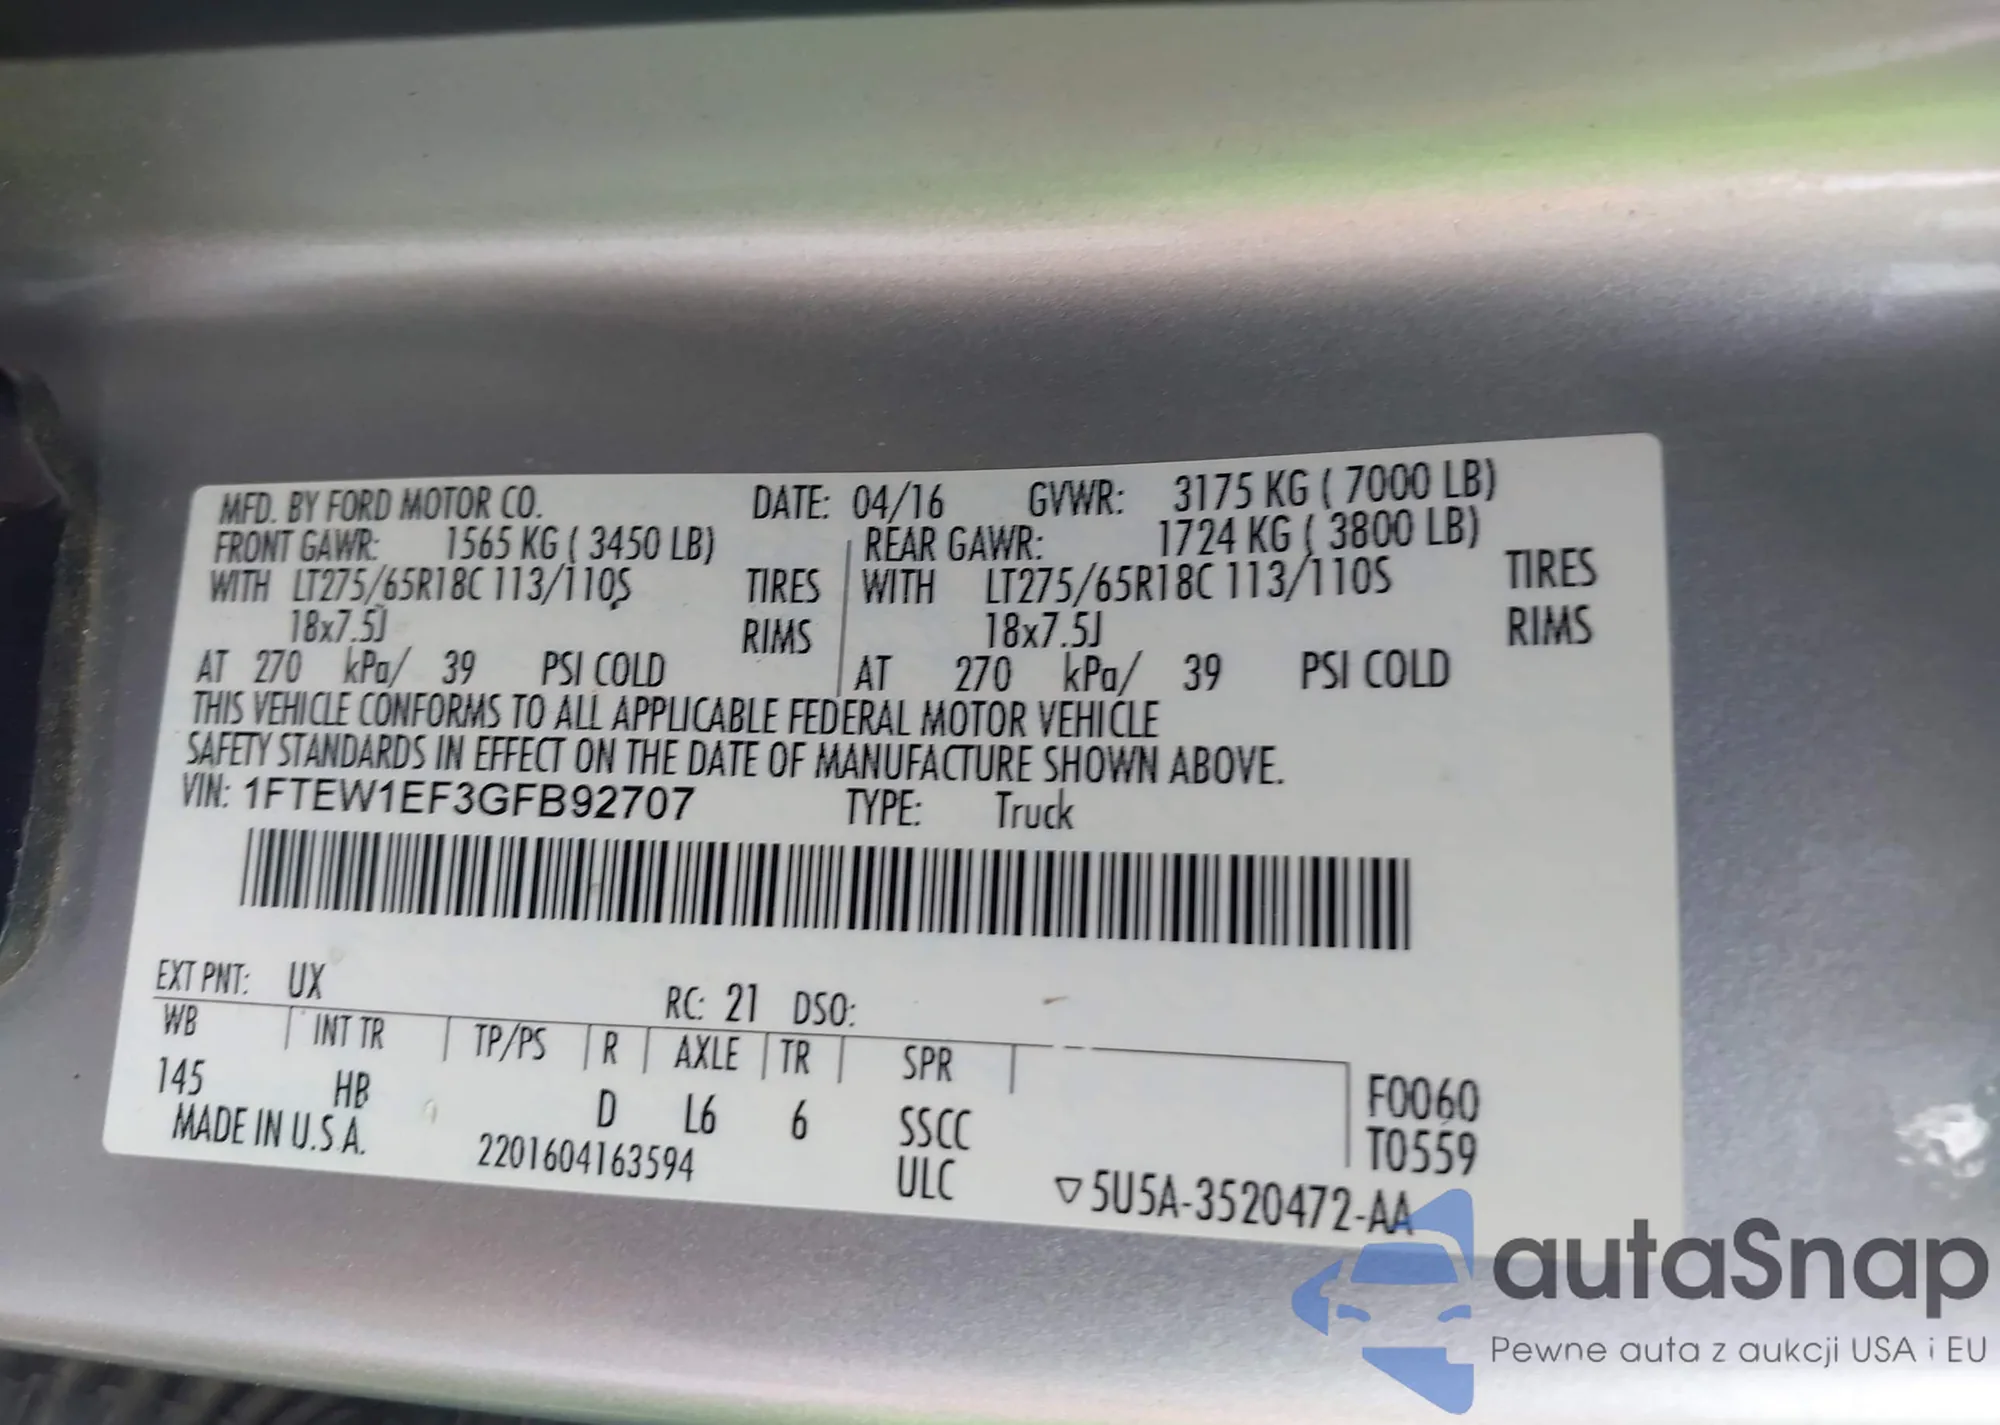 MFD. BY FORD MOTOR CO. DATE: 04/16 GVWR: 3175 KG ( 7000 LB)
FRONT GAWR: 1565 KG ( 3450 LB) REAR GAWR: 1724 KG ( 3800 LB)
WITH LT275/65R18C 113/110S TIRES WITH LT275/65R18C 113/110S TIRES
18x7.5J RIMS 18x7.5J RIMS
AT 270 kPa/ 39 PSI COLD AT 270 kPa/ 39 PSI COLD
THIS VEHICLE CONFORMS TO ALL APPLICABLE FEDERAL MOTOR VEHICLE
SAFETY STANDARDS IN EFFECT ON THE DATE OF MANUFACTURE SHOWN ABOVE.
VIN: 1FTEW1EF3GFB92707 TYPE: Truck
EXT PNT: UX RC: 21 DSO:
WB INT TR TP/PS R AXLE TR SPR
145 HB D L6 6 SSCC F0060
MADE IN U.S.A. 2201604163594 ULC T0559
▽5U5A-3520472-AA
autaSnap
Pewne auta z aukcji USA i EU